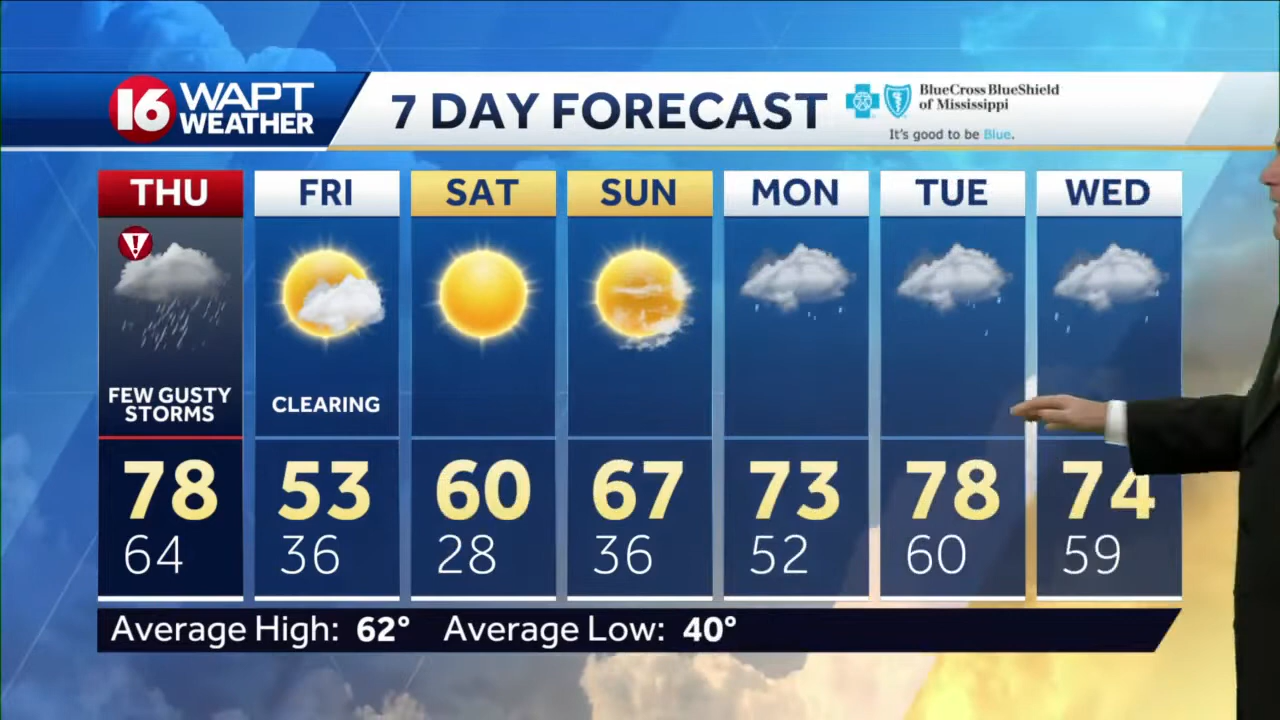 16 WAPT
WEATHER
7 DAY FORECAST
BlueCross BlueShield
of Mississippi
It's good to be Blue.
THU
FRI
SAT
SUN
MON
TUE
WED
!
FEW GUSTY
STORMS
CLEARING
78
53
60
67
73
78
74
64
36
28
36
52
60
59
Average High: 62° Average Low: 40°